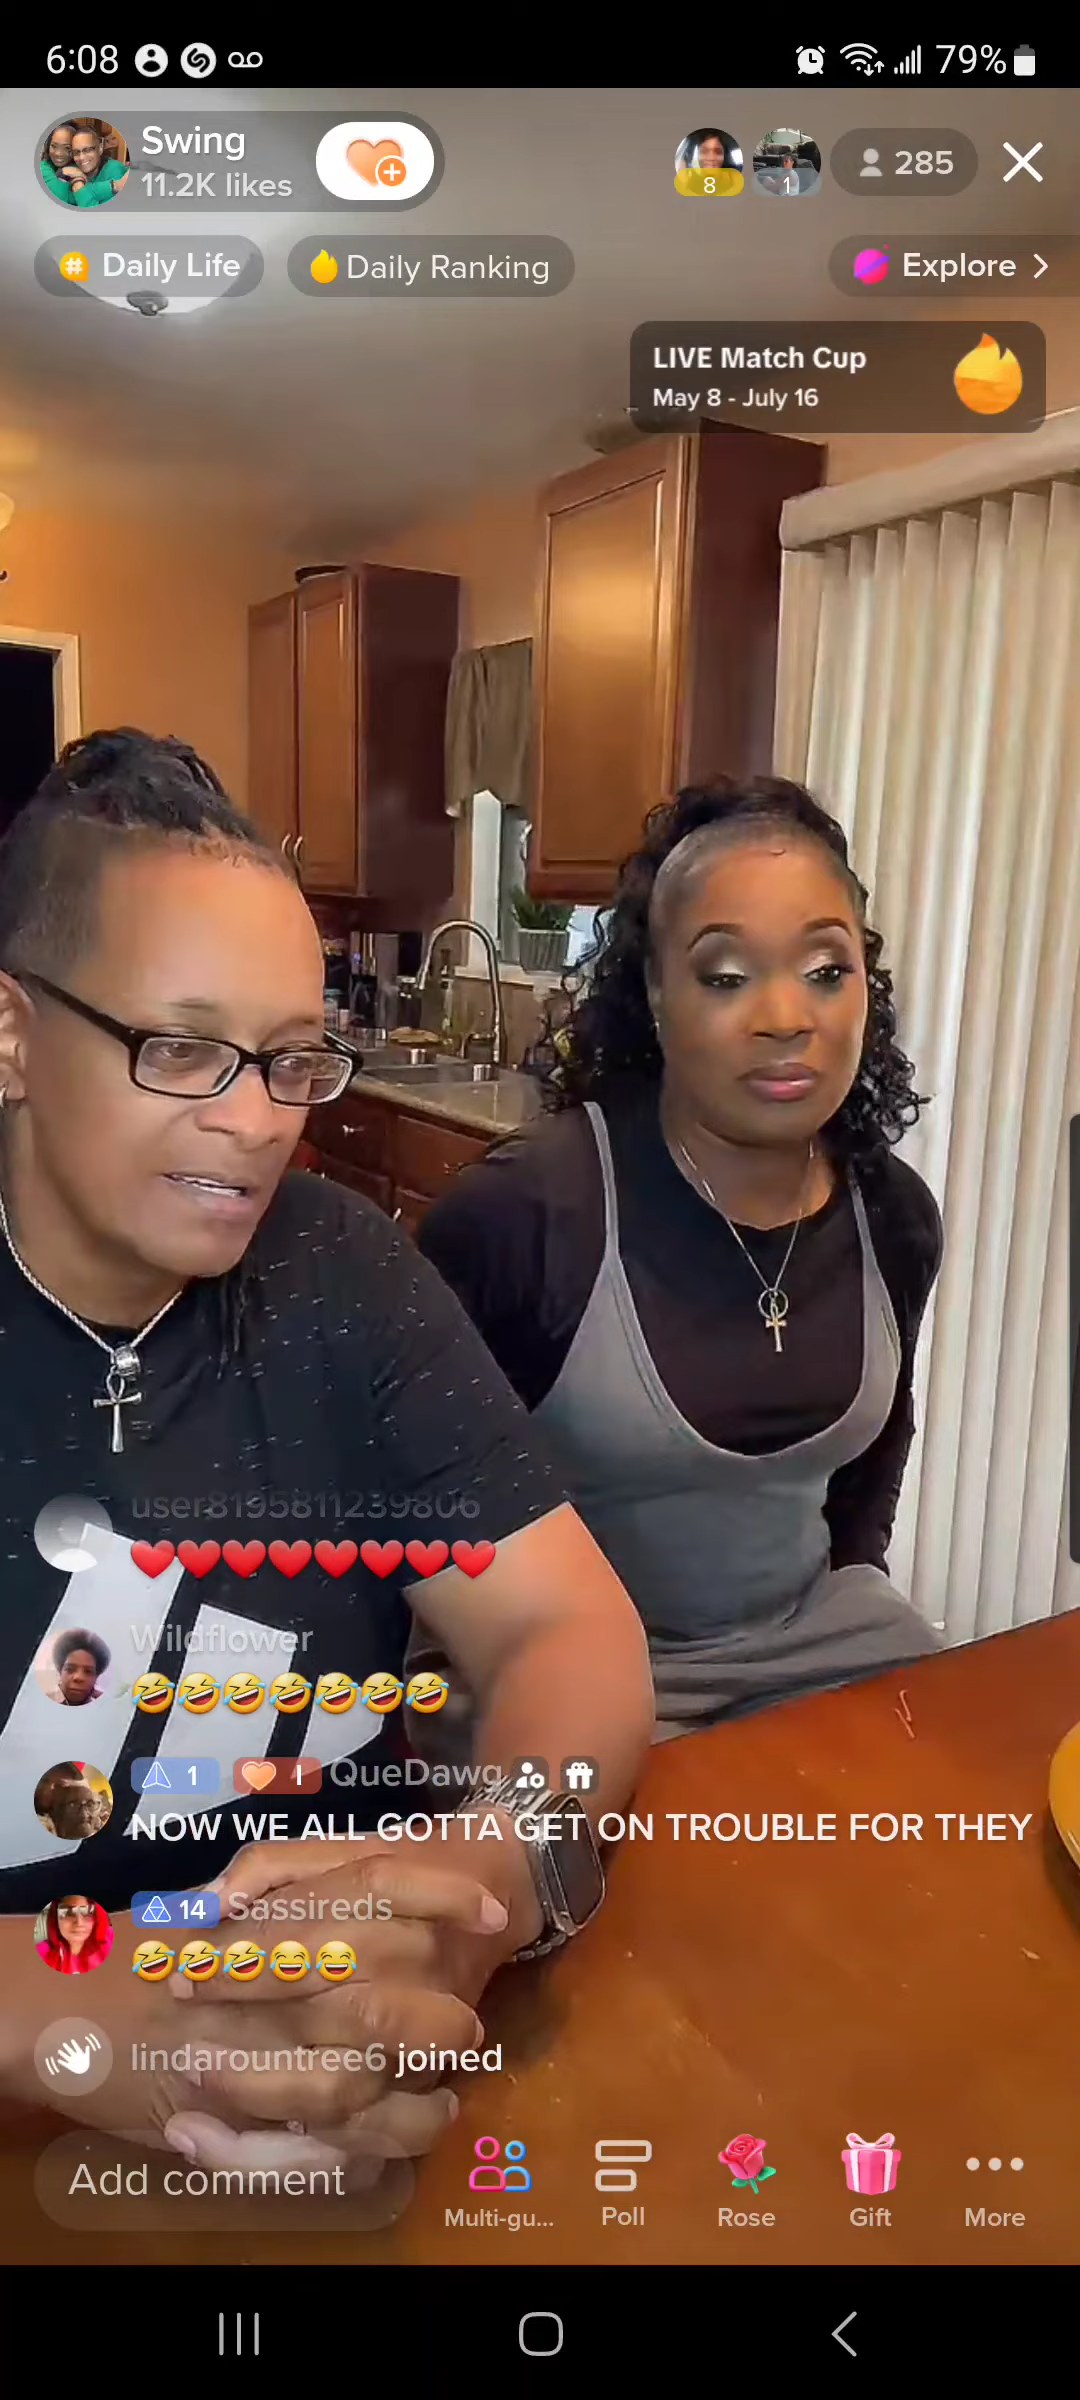 6:08
79%
Swing
11.2K likes
8
1
285
Daily Life
Daily Ranking
Explore
LIVE Match Cup
May 8 - July 16
user8195811239806
❤️❤️❤️❤️❤️❤️❤️❤️
Wildflower
🤣🤣🤣🤣🤣🤣🤣
1 I QueDawg
NOW WE ALL GOTTA GET ON TROUBLE FOR THEY
14 Sassireds
🤣🤣🤣😂😂
lindarountree6 joined
Add comment
Multi-gu...
Poll
Rose
Gift
More